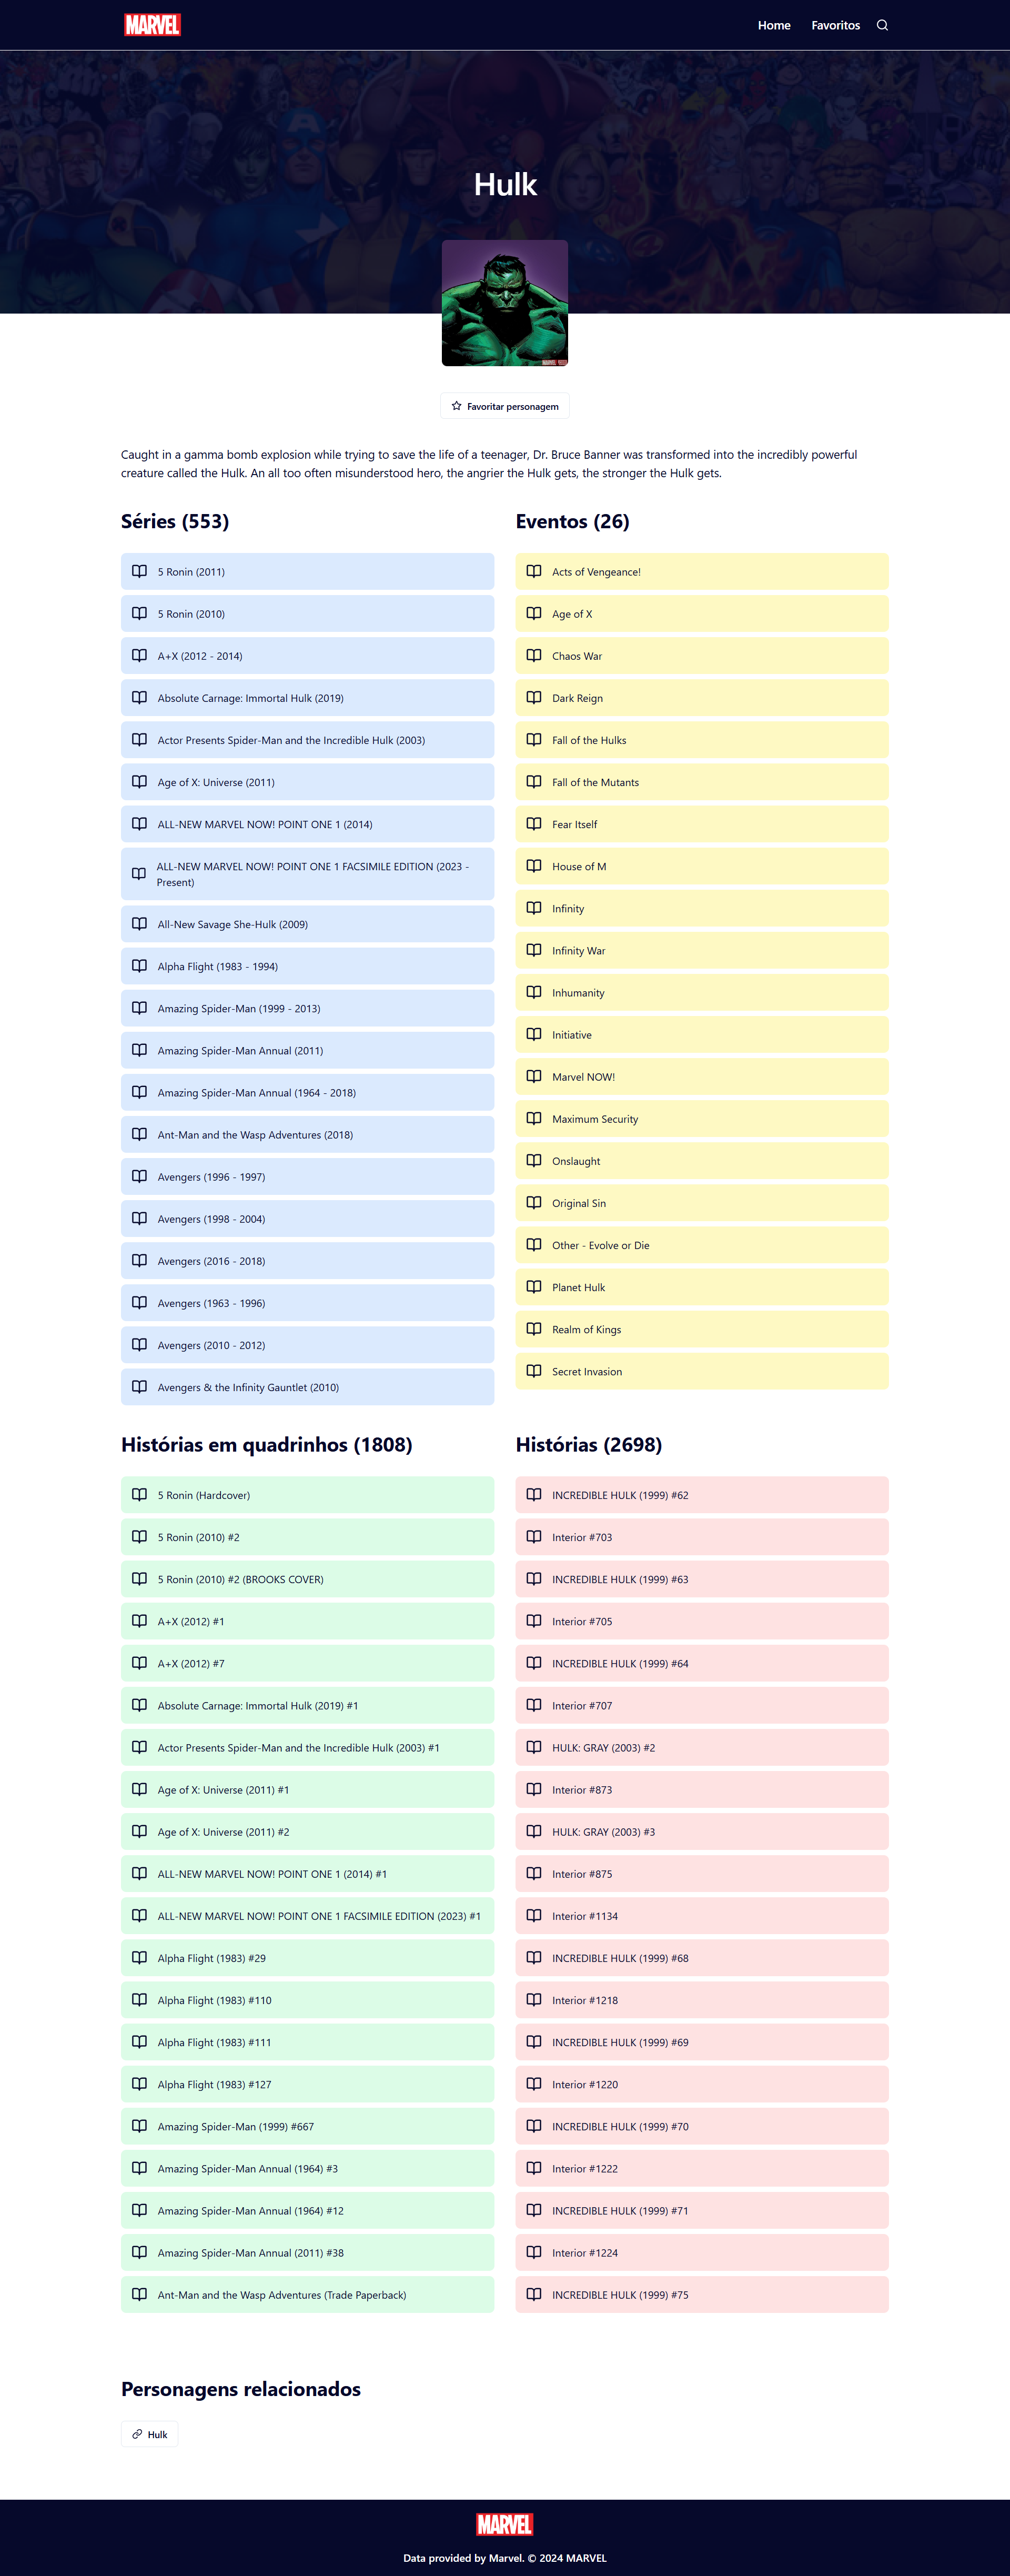 MARVEL
Home
Favoritos
Hulk
Favoritar personagem
Caught in a gamma bomb explosion while trying to save the life of a teenager, Dr. Bruce Banner was transformed into the incredibly powerful
creature called the Hulk. An all too often misunderstood hero, the angrier the Hulk gets, the stronger the Hulk gets.
Séries (553)
5 Ronin (2011)
5 Ronin (2010)
A+X (2012 - 2014)
Absolute Carnage: Immortal Hulk (2019)
Actor Presents Spider-Man and the Incredible Hulk (2003)
Age of X: Universe (2011)
ALL-NEW MARVEL NOW! POINT ONE 1 (2014)
ALL-NEW MARVEL NOW! POINT ONE 1 FACSIMILE EDITION (2023 -
Present)
All-New Savage She-Hulk (2009)
Alpha Flight (1983 - 1994)
Amazing Spider-Man (1999 - 2013)
Amazing Spider-Man Annual (2011)
Amazing Spider-Man Annual (1964 - 2018)
Ant-Man and the Wasp Adventures (2018)
Avengers (1996 - 1997)
Avengers (1998 - 2004)
Avengers (2016 - 2018)
Avengers (1963 - 1996)
Avengers (2010 - 2012)
Avengers & the Infinity Gauntlet (2010)
Eventos (26)
Acts of Vengeance!
Age of X
Chaos War
Dark Reign
Fall of the Hulks
Fall of the Mutants
Fear Itself
House of M
Infinity
Infinity War
Inhumanity
Initiative
Marvel NOW!
Maximum Security
Onslaught
Original Sin
Other - Evolve or Die
Planet Hulk
Realm of Kings
Secret Invasion
Histórias em quadrinhos (1808)
5 Ronin (Hardcover)
5 Ronin (2010) #2
5 Ronin (2010) #2 (BROOKS COVER)
A+X (2012) #1
A+X (2012) #7
Absolute Carnage: Immortal Hulk (2019) #1
Actor Presents Spider-Man and the Incredible Hulk (2003) #1
Age of X: Universe (2011) #1
Age of X: Universe (2011) #2
ALL-NEW MARVEL NOW! POINT ONE 1 (2014) #1
ALL-NEW MARVEL NOW! POINT ONE 1 FACSIMILE EDITION (2023) #1
Alpha Flight (1983) #29
Alpha Flight (1983) #110
Alpha Flight (1983) #111
Alpha Flight (1983) #127
Amazing Spider-Man (1999) #667
Amazing Spider-Man Annual (1964) #3
Amazing Spider-Man Annual (1964) #12
Amazing Spider-Man Annual (2011) #38
Ant-Man and the Wasp Adventures (Trade Paperback)
Histórias (2698)
INCREDIBLE HULK (1999) #62
Interior #703
INCREDIBLE HULK (1999) #63
Interior #705
INCREDIBLE HULK (1999) #64
Interior #707
HULK: GRAY (2003) #2
Interior #873
HULK: GRAY (2003) #3
Interior #875
Interior #1134
INCREDIBLE HULK (1999) #68
Interior #1218
INCREDIBLE HULK (1999) #69
Interior #1220
INCREDIBLE HULK (1999) #70
Interior #1222
INCREDIBLE HULK (1999) #71
Interior #1224
INCREDIBLE HULK (1999) #75
Personagens relacionados
Hulk
MARVEL
Data provided by Marvel. © 2024 MARVEL